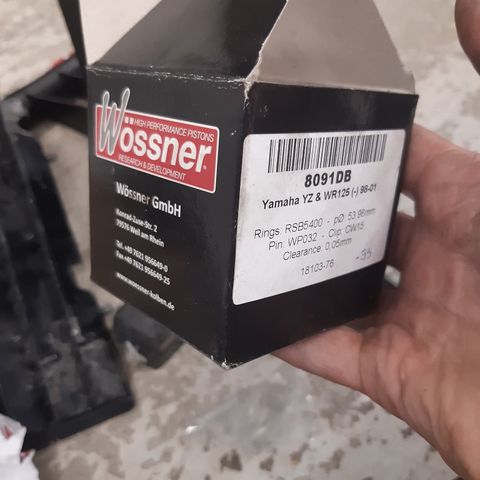 HIGH PERFORMANCE PISTONS
Wössner
RESEARCH & DEVELOPMENT
Wössner GmbH
Konrad-Zuse-Str. 2
79576 Weil am Rhein
Tel. +49 7621 956649-0
Fax +49 7621 956649-25
www.woessner-kolben.de
8091DB
Yamaha YZ & WR125 (-) 98-01
Rings: RSB5400 - pØ: 53.96mm
Pin: WP032 - Clip: CW15
Clearance: 0.05mm
18103-76